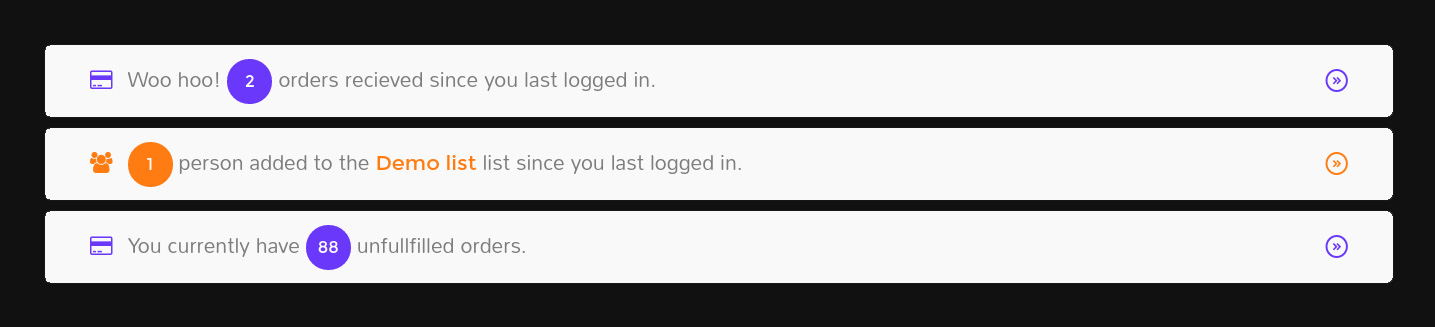 Woo hoo! 2 orders recieved since you last logged in.
1 person added to the Demo list list since you last logged in.
You currently have 88 unfullfilled orders.